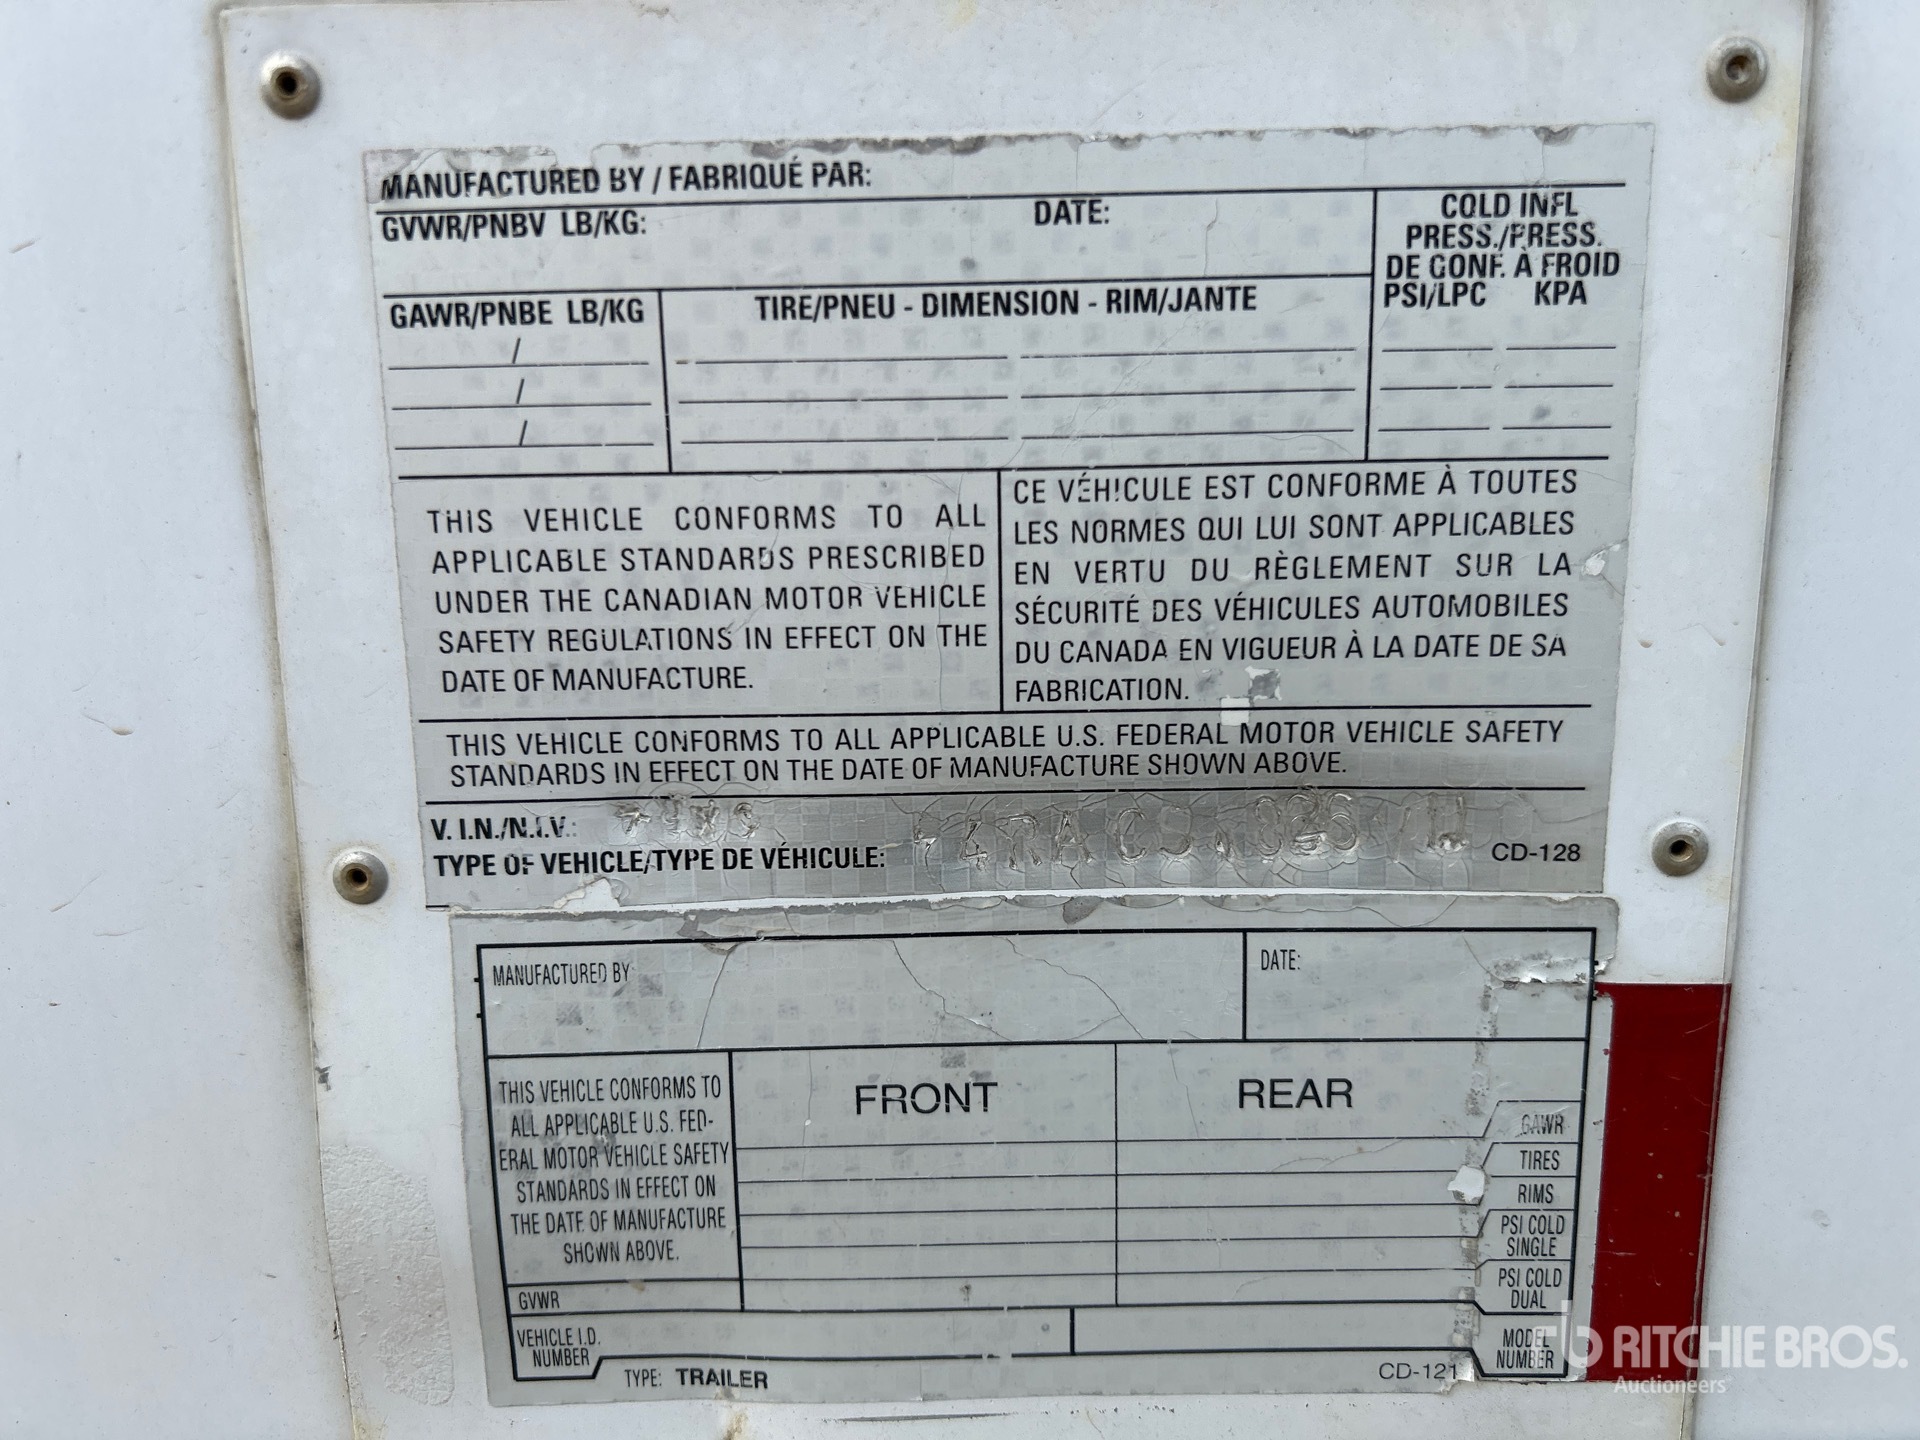 MANUFACTURED BY / FABRIQUÉ PAR:
GVWR/PNBV LB/KG:
DATE:
COLD INFL
PRESS./PRESS.
DE GONF. À FROID
PSI/LPC KPA
GAWR/PNBE LB/KG
TIRE/PNEU - DIMENSION - RIM/JANTE
/
/
/
THIS VEHICLE CONFORMS TO ALL
APPLICABLE STANDARDS PRESCRIBED
UNDER THE CANADIAN MOTOR VEHICLE
SAFETY REGULATIONS IN EFFECT ON THE
DATE OF MANUFACTURE.
CE VÉHICULE EST CONFORME À TOUTES
LES NORMES QUI LUI SONT APPLICABLES
EN VERTU DU RÈGLEMENT SUR LA
SÉCURITÉ DES VÉHICULES AUTOMOBILES
DU CANADA EN VIGUEUR À LA DATE DE SA
FABRICATION.
THIS VEHICLE CONFORMS TO ALL APPLICABLE U.S. FEDERAL MOTOR VEHICLE SAFETY
STANDARDS IN EFFECT ON THE DATE OF MANUFACTURE SHOWN ABOVE.
V.I.N./N.I.V.:
TYPE OF VEHICLE/TYPE DE VÉHICULE:
CD-128
MANUFACTURED BY:
DATE:
THIS VEHICLE CONFORMS TO
ALL APPLICABLE U.S. FED-
ERAL MOTOR VEHICLE SAFETY
STANDARDS IN EFFECT ON
THE DATE OF MANUFACTURE
SHOWN ABOVE.
FRONT
REAR
GAWR
TIRES
RIMS
PSI COLD
SINGLE
PSI COLD
DUAL
GVWR
VEHICLE I.D.
NUMBER
MODEL
NUMBER
TYPE: TRAILER
CD-121
RITCHIE BROS.
Auctioneers